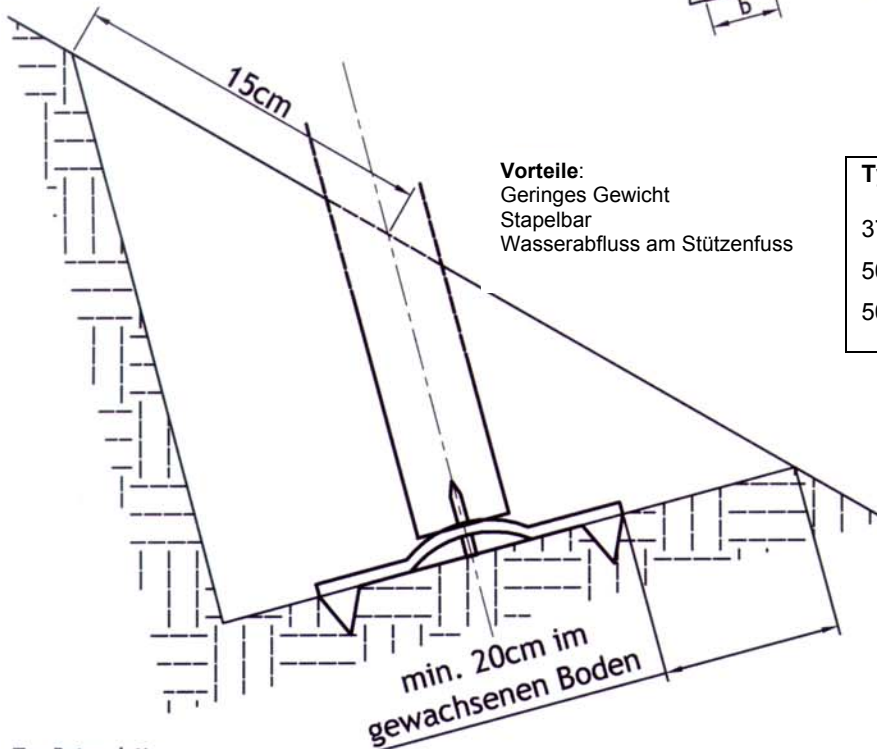 b
15cm
Vorteile:
Geringes Gewicht
Stapelbar
Wasserabfluss am Stützenfuss
min. 20cm im
gewachsenen Boden